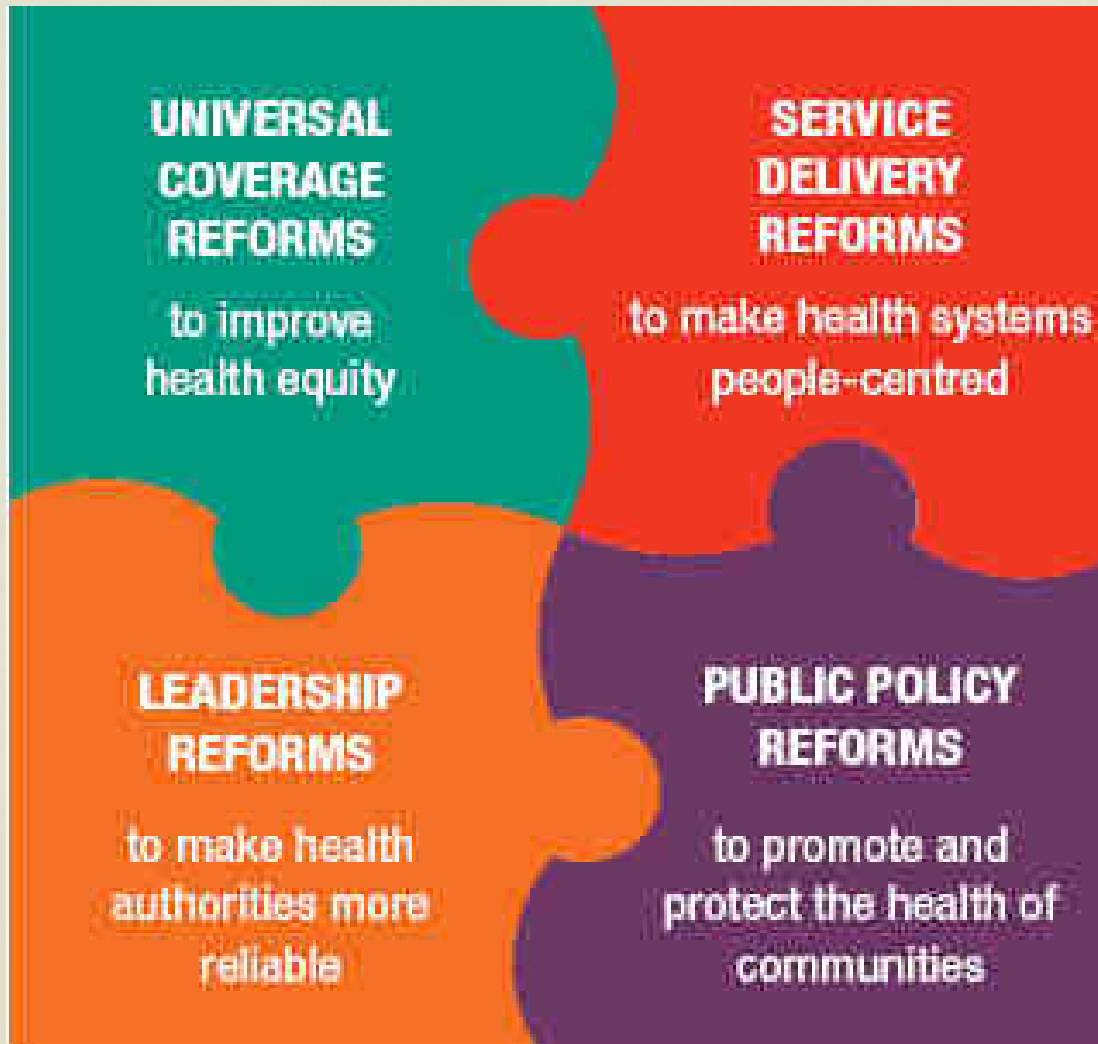 UNIVERSAL
COVERAGE
REFORMS
to improve
health equity
SERVICE
DELIVERY
REFORMS
to make health systems
people-centred
LEADERSHIP
REFORMS
to make health
authorities more
reliable
PUBLIC POLICY
REFORMS
to promote and
protect the health of
communities